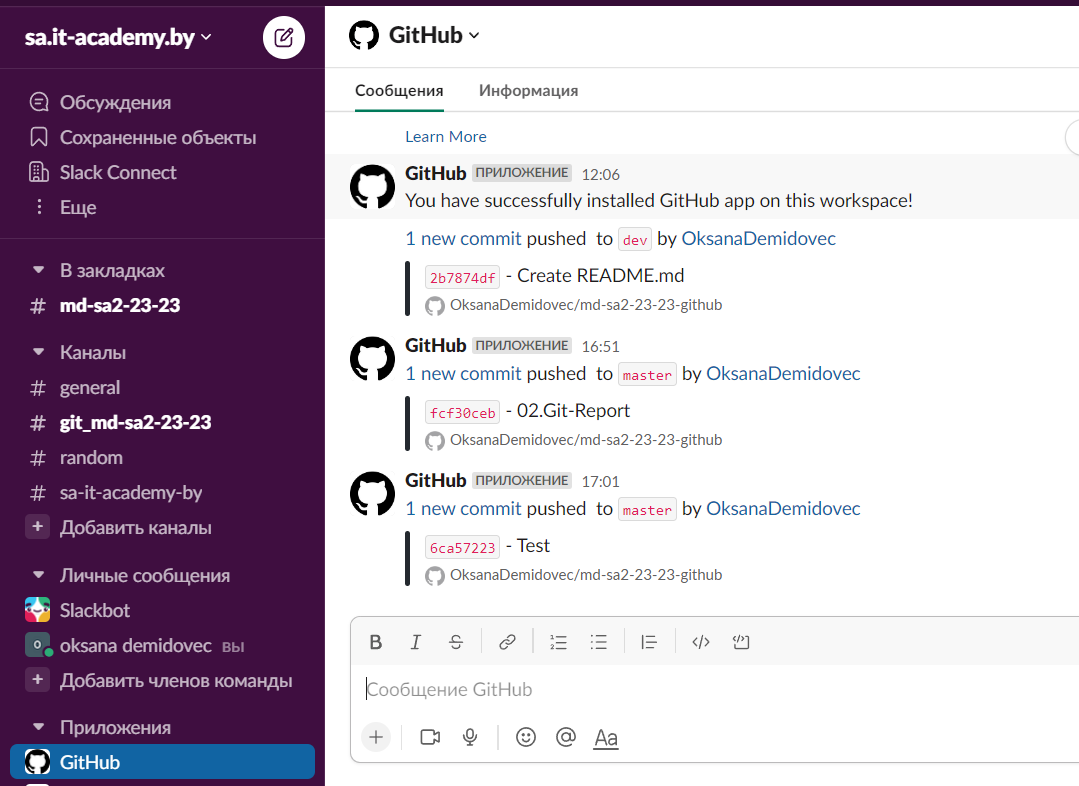 sa.it-academy.by
Обсуждения
Сохраненные объекты
Slack Connect
Еще
В закладках
# md-sa2-23-23
Каналы
# general
# git_md-sa2-23-23
# random
# sa-it-academy-by
+ Добавить каналы
Личные сообщения
Slackbot
oksana demidovec вы
+ Добавить членов команды
Приложения
GitHub
GitHub
Сообщения Информация
Learn More
GitHub ПРИЛОЖЕНИЕ 12:06
You have successfully installed GitHub app on this workspace!
1 new commit pushed to dev by OksanaDemidovec
2b7874df - Create README.md
OksanaDemidovec/md-sa2-23-23-github
GitHub ПРИЛОЖЕНИЕ 16:51
1 new commit pushed to master by OksanaDemidovec
fcf30ceb - 02.Git-Report
OksanaDemidovec/md-sa2-23-23-github
GitHub ПРИЛОЖЕНИЕ 17:01
1 new commit pushed to master by OksanaDemidovec
6ca57223 - Test
OksanaDemidovec/md-sa2-23-23-github
B I S
Сообщение GitHub
+ @ Aa